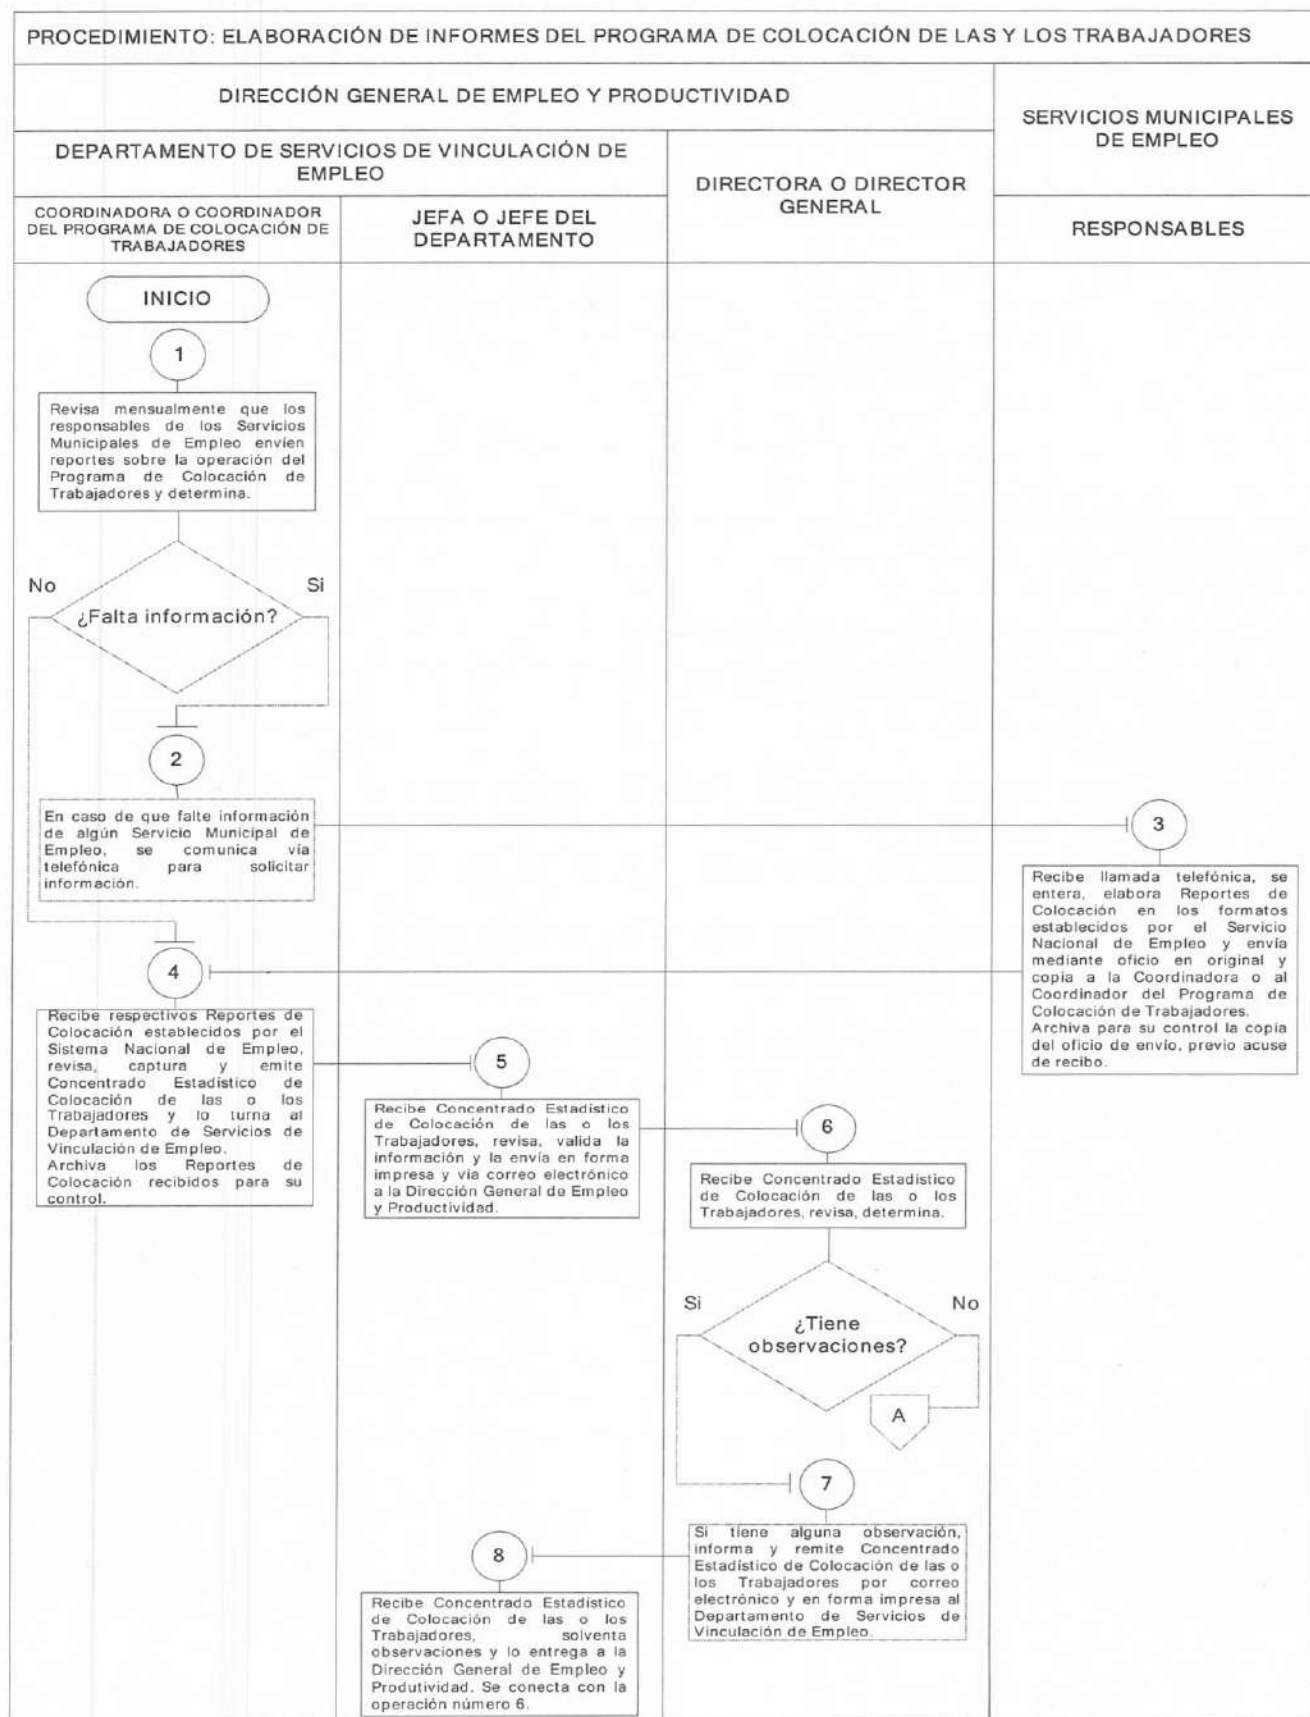 PROCEDIMIENTO: ELABORACIÓN DE INFORMES DEL PROGRAMA DE COLOCACIÓN DE LAS Y LOS TRABAJADORES
DIRECCIÓN GENERAL DE EMPLEO Y PRODUCTIVIDAD
SERVICIOS MUNICIPALES
DE EMPLEO
DEPARTAMENTO DE SERVICIOS DE VINCULACIÓN DE
EMPLEO
DIRECTORA O DIRECTOR
GENERAL
COORDINADORA O COORDINADOR
DEL PROGRAMA DE COLOCACIÓN DE
TRABAJADORES
JEFA O JEFE DEL
DEPARTAMENTO
RESPONSABLES
INICIO
1
Revisa mensualmente que los
responsables de los Servicios
Municipales de Empleo envíen
reportes sobre la operación del
Programa de Colocación de
Trabajadores y determina.
No
Si
¿Falta información?
2
En caso de que falte información
de algún Servicio Municipal de
Empleo, se comunica vía
telefónica para solicitar
información.
3
Recibe llamada telefónica, se
entera, elabora Reportes de
Colocación en los formatos
establecidos por el Servicio
Nacional de Empleo y envía
mediante oficio en original y
copia a la Coordinadora o al
Coordinador del Programa de
Colocación de Trabajadores.
Archiva para su control la copia
del oficio de envío, previo acuse
de recibo.
4
Recibe respectivos Reportes de
Colocación establecidos por el
Sistema Nacional de Empleo,
revisa, captura y emite
Concentrado Estadístico de
Colocación de las o los
Trabajadores y lo turna al
Departamento de Servicios de
Vinculación de Empleo.
Archiva los Reportes de
Colocación recibidos para su
control.
5
Recibe Concentrado Estadístico
de Colocación de las o los
Trabajadores, revisa, valida la
información y la envía en forma
impresa y vía correo electrónico
a la Dirección General de Empleo
y Productividad.
6
Recibe Concentrado Estadístico
de Colocación de las o los
Trabajadores, revisa, determina.
Si
No
¿Tiene
observaciones?
A
7
Si tiene alguna observación,
informa y remite Concentrado
Estadístico de Colocación de las o
los Trabajadores por correo
electrónico y en forma impresa al
Departamento de Servicios de
Vinculación de Empleo.
8
Recibe Concentrado Estadístico
de Colocación de las o los
Trabajadores, solventa
observaciones y lo entrega a la
Dirección General de Empleo y
Produtividad. Se conecta con la
operación número 6.